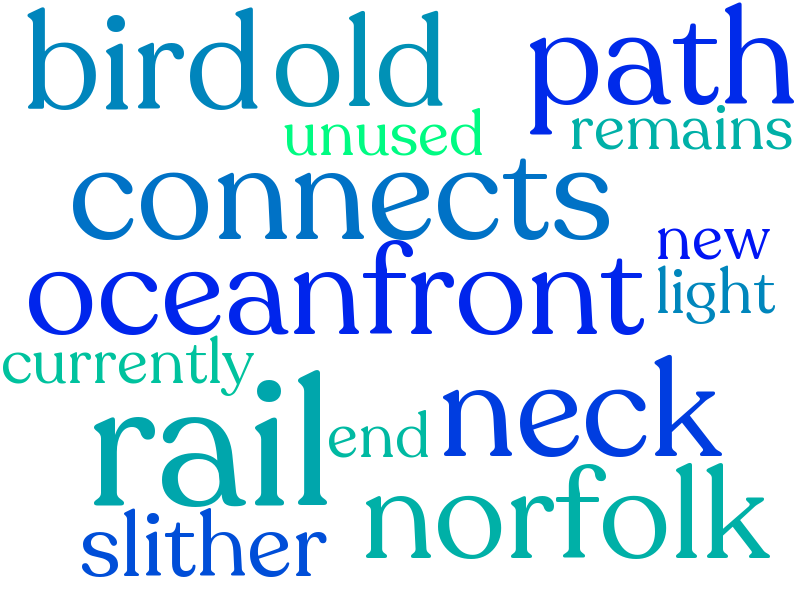 bird old path
unused remains
connects
new
oceanfront light
currently
rail end neck
norfolk
slither